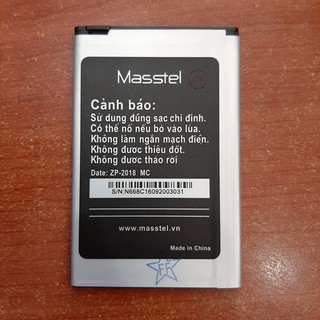 Masstel
Cảnh báo:
Sử dụng đúng sạc chỉ định.
Có thể nổ nếu bỏ vào lửa.
Không làm ngắn mạch điện.
Không được thiêu đốt.
Không được tháo rời
Date: ZP-2018 MC
S/N:N668C16092003031
www.masstel.vn
Made in China